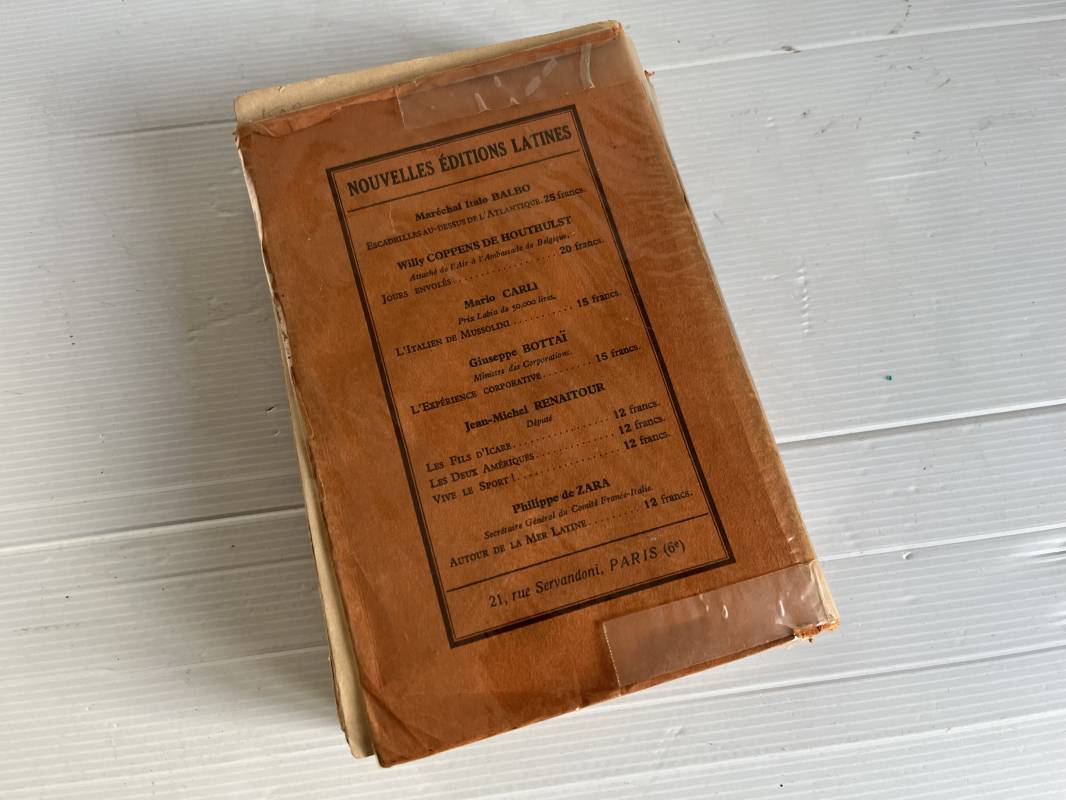 NOUVELLES ÉDITIONS LATINES
Maréchal Italo BALBO
ESCADRILLES AU-DESSUS DE L'ATLANTIQUE. 25 francs.
Willy COPPENS DE HOUTHULST
Attaché de l'Air à l'Ambassade de Belgique.
JOURS ENVOLÉS . . . . . . . . . . . . . . . . 20 francs.
Mario CARLI
Prix Labia de 50.000 lires.
L'ITALIEN DE MUSSOLINI . . . . . . . . . . 15 francs.
Giuseppe BOTTAÏ
Ministre des Corporations.
L'EXPÉRIENCE CORPORATIVE . . . . . . . . . 15 francs.
Jean-Michel RENAITOUR
Député
LES FILS D'ICARE . . . . . . . . . . . . . . . 12 francs.
LES DEUX AMÉRIQUES . . . . . . . . . . . . 12 francs.
VIVE LE SPORT ! . . . . . . . . . . . . . . . . 12 francs.
Philippe de ZARA
Secrétaire Général du Comité France-Italie.
AUTOUR DE LA MER LATINE . . . . . . . . . 12 francs.
21, rue Servandoni, PARIS (6e)